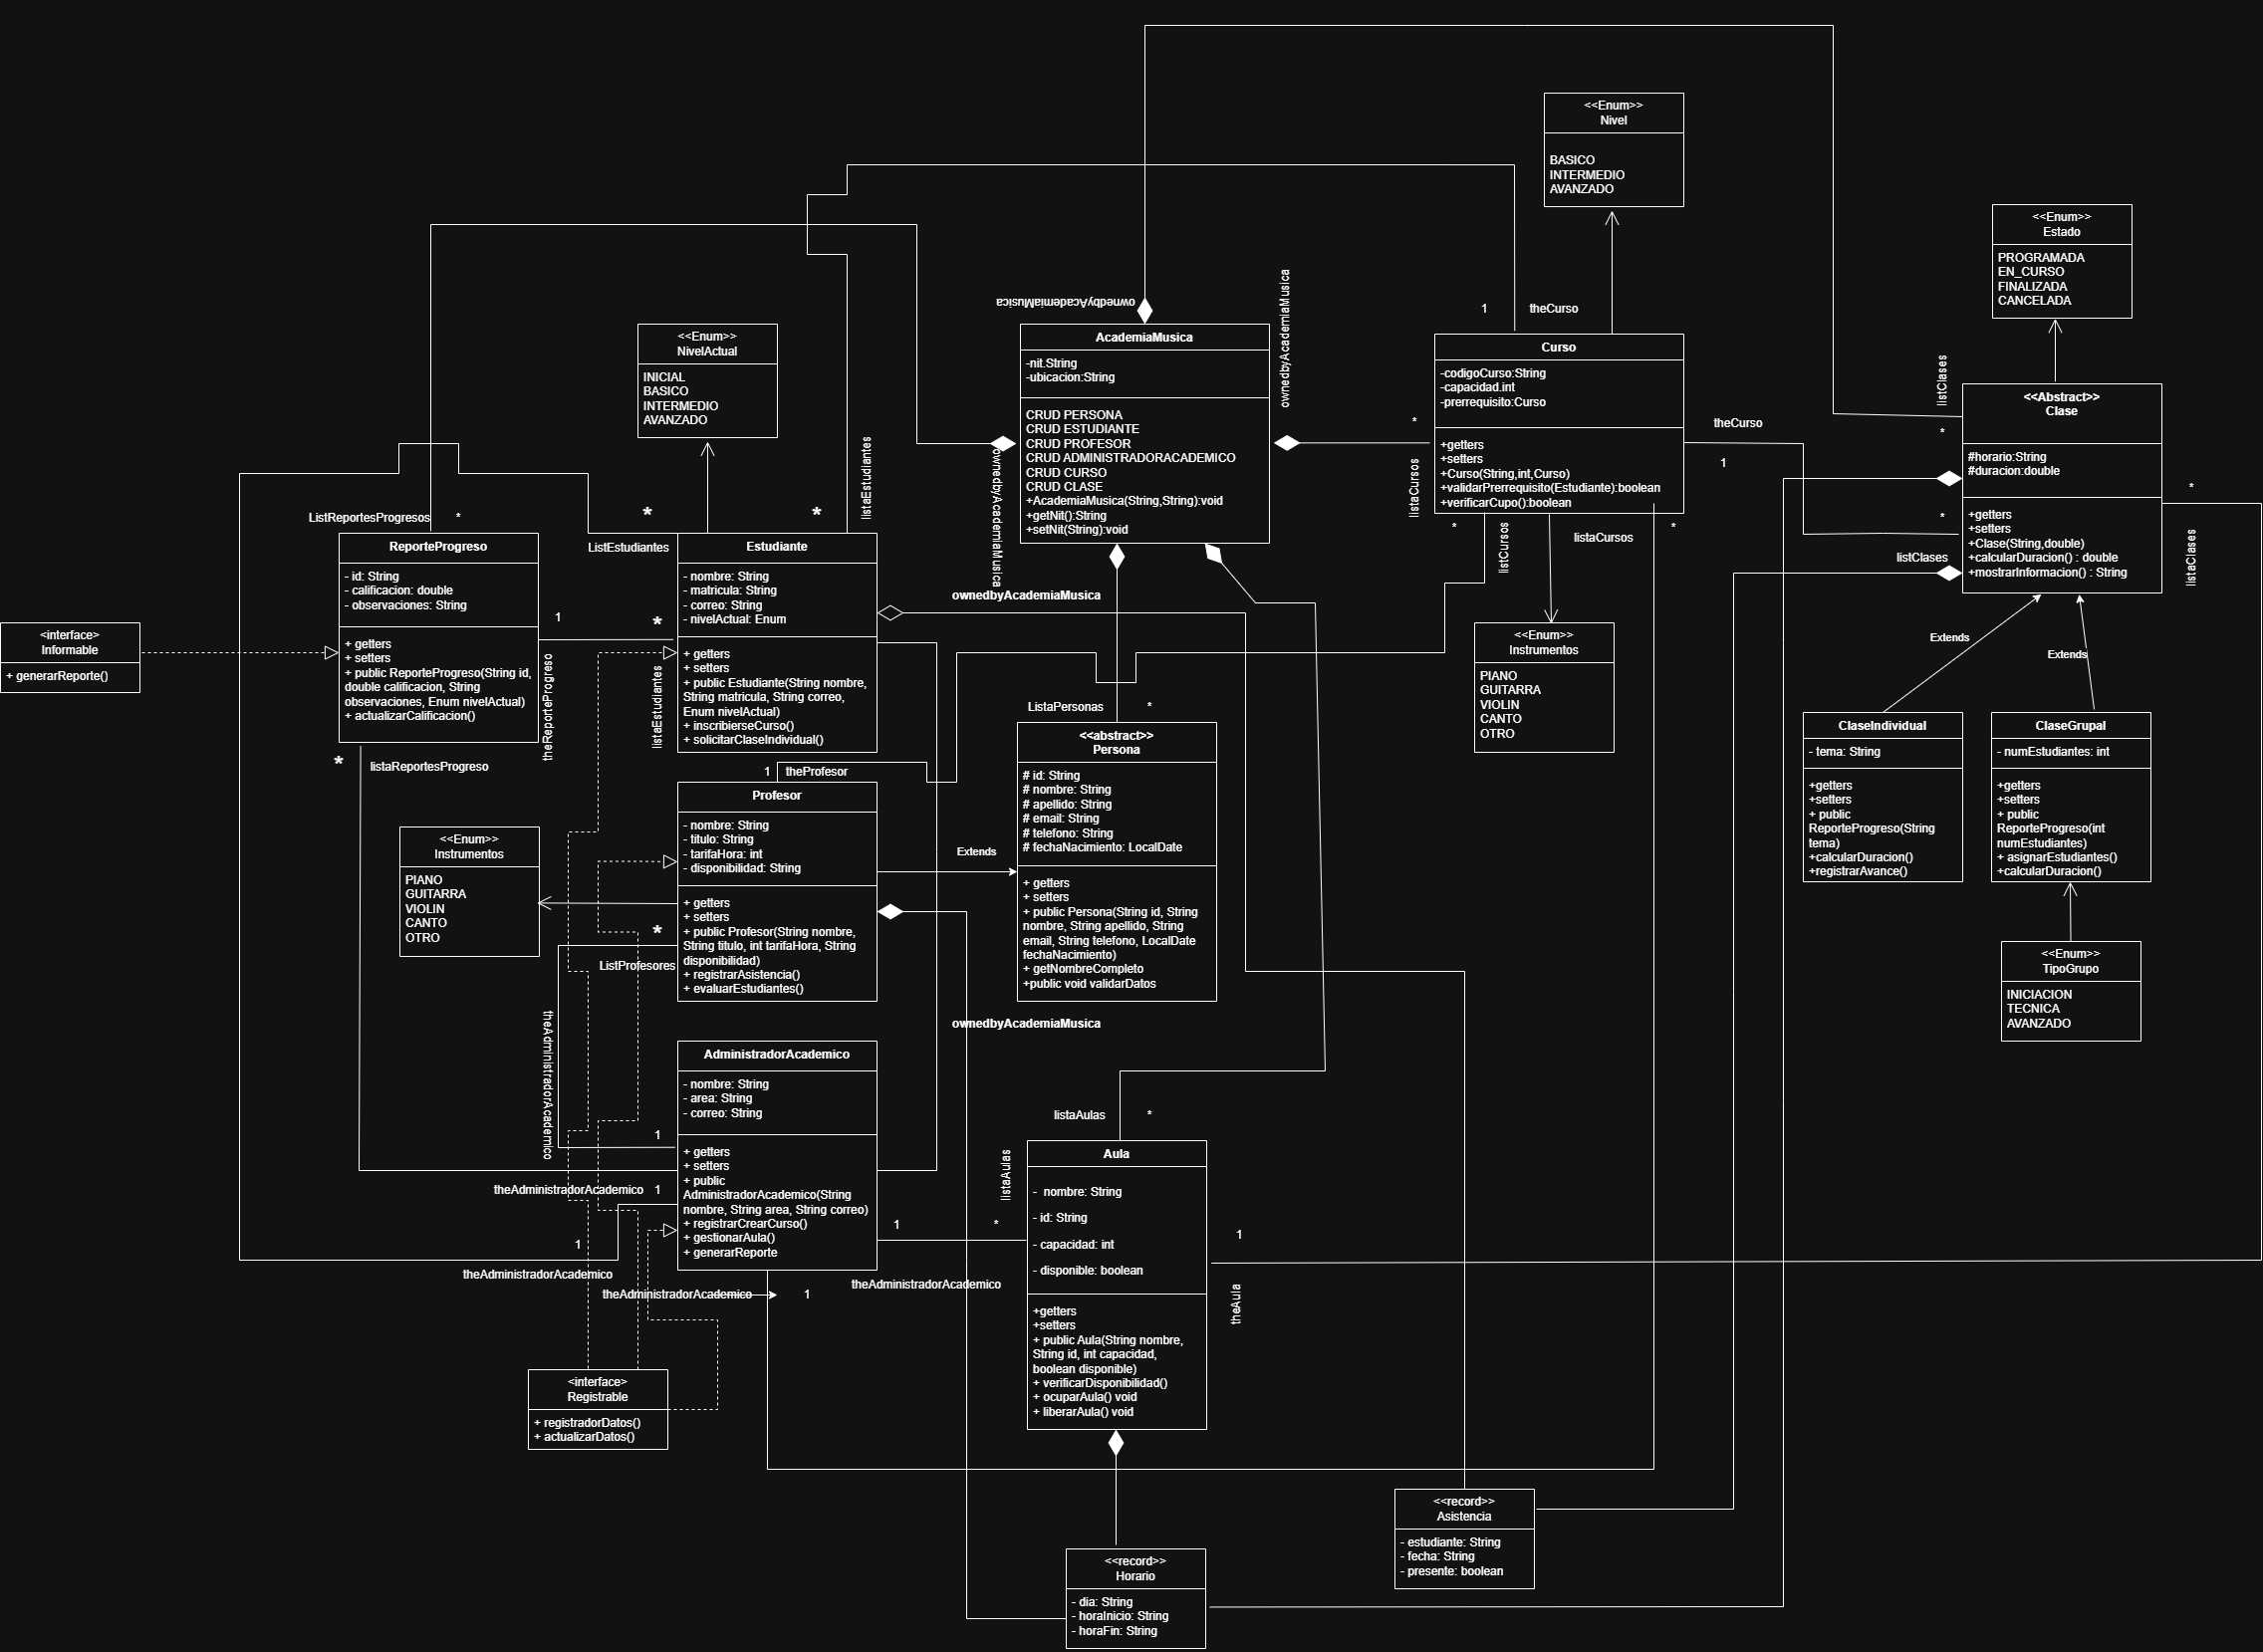 <<Enum>>
Nivel
BASICO
INTERMEDIO
AVANZADO
<<Enum>>
Estado
PROGRAMADA
EN_CURSO
FINALIZADA
CANCELADA
ownedbyAcademiaMusica
ownedbyAcademiaMusica
1
theCurso
<<Enum>>
NivelActual
INICIAL
BASICO
INTERMEDIO
AVANZADO
AcademiaMusica
-nit.String
-ubicacion:String
CRUD PERSONA
CRUD ESTUDIANTE
CRUD PROFESOR
CRUD ADMINISTRADORACADEMICO
CRUD CURSO
CRUD CLASE
+AcademiaMusica(String,String):void
+getNit():String
+setNit(String):void
Curso
-codigoCurso:String
-capacidad.int
-prerrequisito:Curso
+getters
+setters
+Curso(String,int,Curso)
+validarPrerrequisito(Estudiante):boolean
+verificarCupo():boolean
listClases
*
<<Abstract>>
Clase
#horario:String
#duracion:double
+getters
+setters
+Clase(String,double)
+calcularDuracion() : double
+mostrarInformacion() : String
theCurso
1
*
listClases
*
listaClases
*
listaCursos
*
listCursos
listaCursos
*
listaEstudiantes
*
ownedbyAcademiaMusica
ListReportesProgresos
*
*
ListEstudiantes
ReporteProgreso
- id: String
- calificacion: double
- observaciones: String
+ getters
+ setters
+ public ReporteProgreso(String id,
double calificacion, String
observaciones, Enum nivelActual)
+ actualizarCalificacion()
Estudiante
- nombre: String
- matricula: String
- correo: String
- nivelActual: Enum
+ getters
+ setters
+ public Estudiante(String nombre,
String matricula, String correo,
Enum nivelActual)
+ inscribierseCurso()
+ solicitarClaseIndividual()
ownedbyAcademiaMusica
<interface>
Informable
+ generarReporte()
1
*
theReporteProgreso
listaEstudiantes
<<Enum>>
Instrumentos
PIANO
GUITARRA
VIOLIN
CANTO
OTRO
Extends
Extends
ListaPersonas
*
<<abstract>>
Persona
# id: String
# nombre: String
# apellido: String
# email: String
# telefono: String
# fechaNacimiento: LocalDate
+ getters
+ setters
+ public Persona(String id, String
nombre, String apellido, String
email, String telefono, LocalDate
fechaNacimiento)
+ getNombreCompleto
+public void validarDatos
ClaseIndividual
- tema: String
+getters
+setters
+ public
ReporteProgreso(String
tema)
+calcularDuracion()
+registrarAvance()
ClaseGrupal
- numEstudiantes: int
+getters
+setters
+ public
ReporteProgreso(int
numEstudiantes)
+ asignarEstudiantes()
+calcularDuracion()
*
listaReportesProgreso
1
theProfesor
Profesor
- nombre: String
- titulo: String
- tarifaHora: int
- disponibilidad: String
+ getters
+ setters
+ public Profesor(String nombre,
String titulo, int tarifaHora, String
disponibilidad)
+ registrarAsistencia()
+ evaluarEstudiantes()
Extends
<<Enum>>
Instrumentos
PIANO
GUITARRA
VIOLIN
CANTO
OTRO
*
ListProfesores
<<Enum>>
TipoGrupo
INICIACION
TECNICA
AVANZADO
ownedbyAcademiaMusica
theAdministradorAcademico
AdministradorAcademico
- nombre: String
- area: String
- correo: String
+ getters
+ setters
+ public
AdministradorAcademico(String
nombre, String area, String correo)
+ registrarCrearCurso()
+ gestionarAula()
+ generarReporte
1
theAdministradorAcademico
1
1
theAdministradorAcademico
theAdministradorAcademico
1
theAdministradorAcademico
1
*
listaAulas
listaAulas
*
Aula
- nombre: String
- id: String
- capacidad: int
- disponible: boolean
+getters
+setters
+ public Aula(String nombre,
String id, int capacidad,
boolean disponible)
+ verificarDisponibilidad()
+ ocuparAula() void
+ liberarAula() void
1
theAula
<interface>
Registrable
+ registradorDatos()
+ actualizarDatos()
<<record>>
Asistencia
- estudiante: String
- fecha: String
- presente: boolean
<<record>>
Horario
- dia: String
- horaInicio: String
- horaFin: String